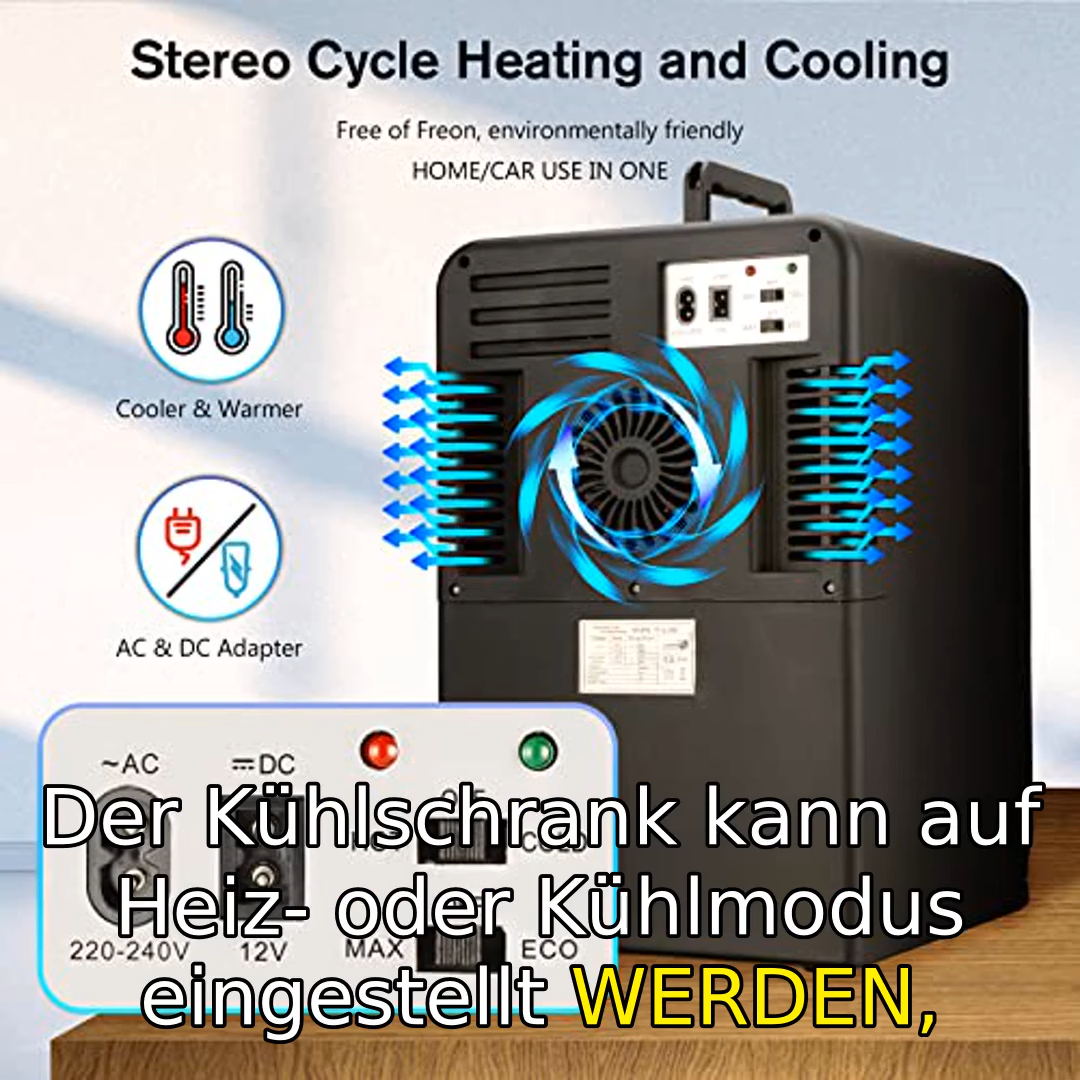 Stereo Cycle Heating and Cooling
Free of Freon, environmentally friendly
HOME/CAR USE IN ONE
Cooler & Warmer
AC & DC Adapter
~AC
DC
Der Kühlschrank kann auf
Heiz- oder Kühlmodus
220-240V
12V
MAX
ECO
eingestellt WERDEN,